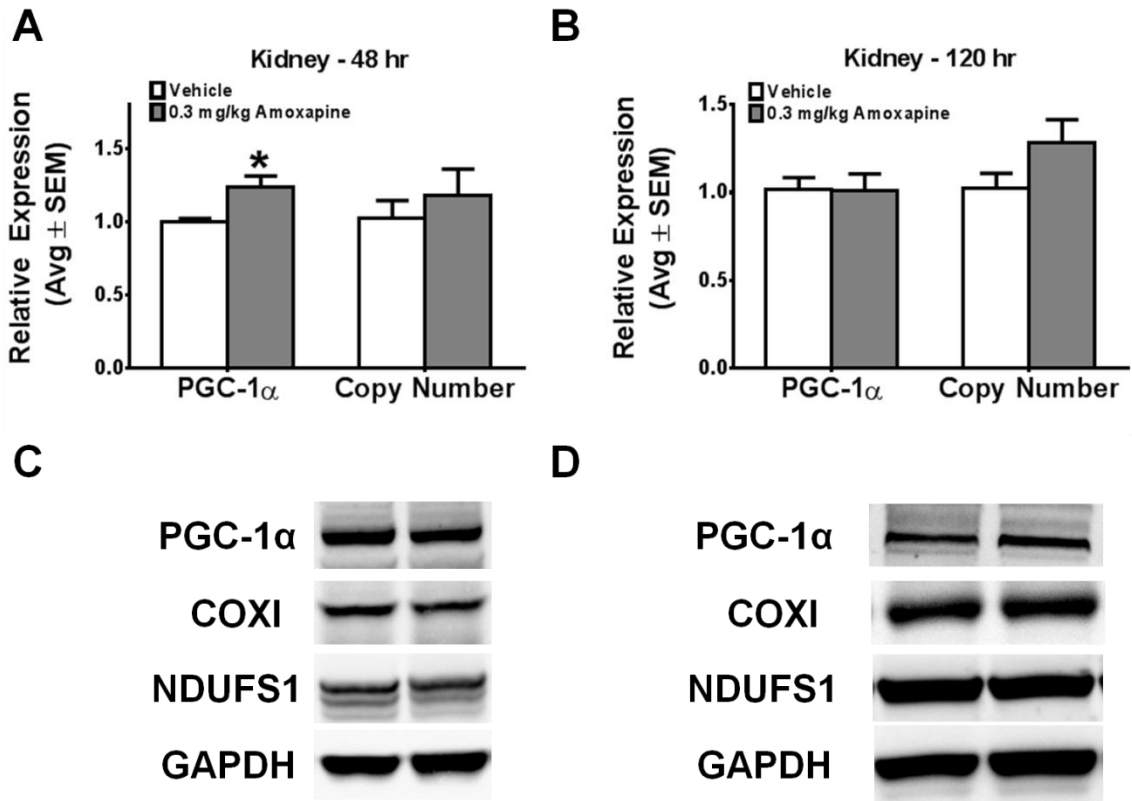 A
Kidney - 48 hr
Vehicle
0.3 mg/kg Amoxapine
Relative Expression
(Avg ± SEM)
1.5
1.0
0.5
0.0
*
PGC-1α
Copy Number
B
Kidney - 120 hr
Vehicle
0.3 mg/kg Amoxapine
Relative Expression
(Avg ± SEM)
1.5
1.0
0.5
0.0
PGC-1α
Copy Number
C
PGC-1α
COXI
NDUFS1
GAPDH
D
PGC-1α
COXI
NDUFS1
GAPDH